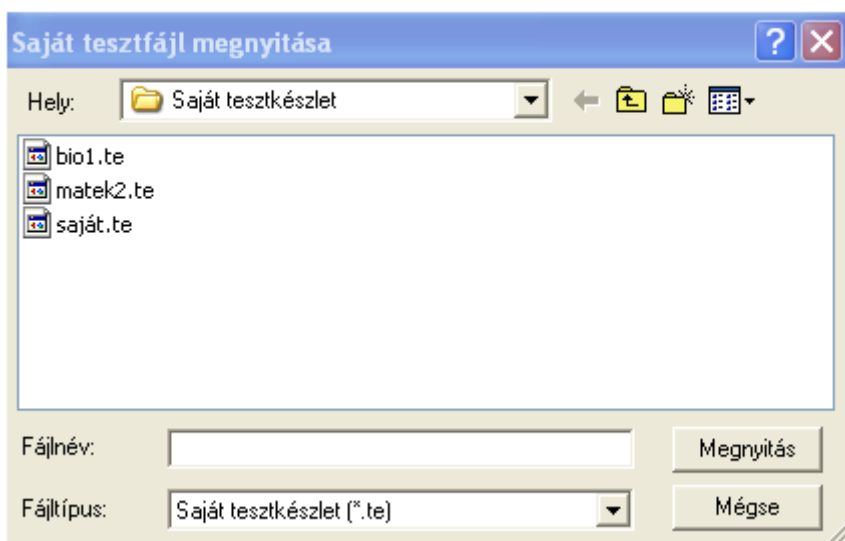 Saját tesztfájl megnyitása
Hely: Saját tesztkészlet
bio1.te
matek2.te
saját.te
Fájlnév: Megnyitás
Fájltípus: Saját tesztkészlet (*.te) Mégse